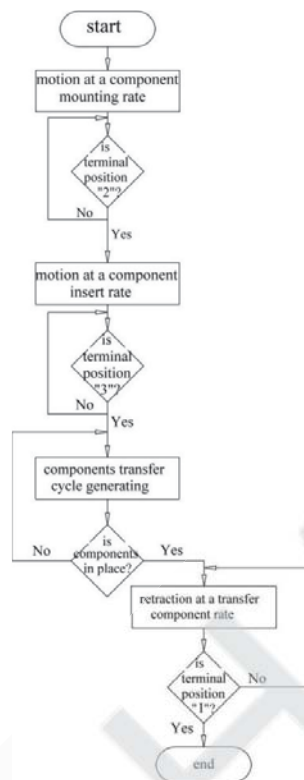 start
motion at a component
mounting rate
is
terminal
position
"2"?
No
Yes
motion at a component
insert rate
is
terminal
position
"3"?
No
Yes
components transfer
cycle generating
is
components
in place?
No
Yes
retraction at a transfer
component rate
is
terminal
position
"1"?
No
Yes
end